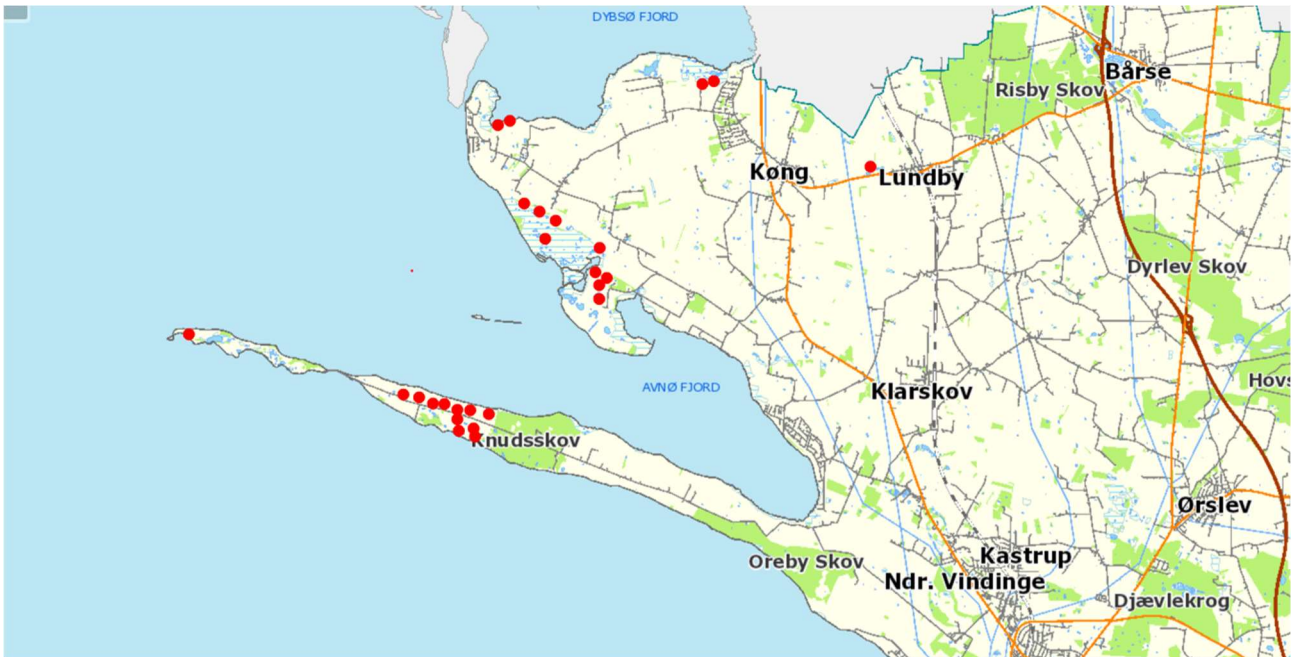 DYBSØ FJORD
Bårse
Risby Skov
Køng
Lundby
Dyrlev Skov
AVNØ FJORD
Klarskov
Hovs
Knudsskov
Ørslev
Oreby Skov
Kastrup
Ndr. Vindinge
Djævlekrog